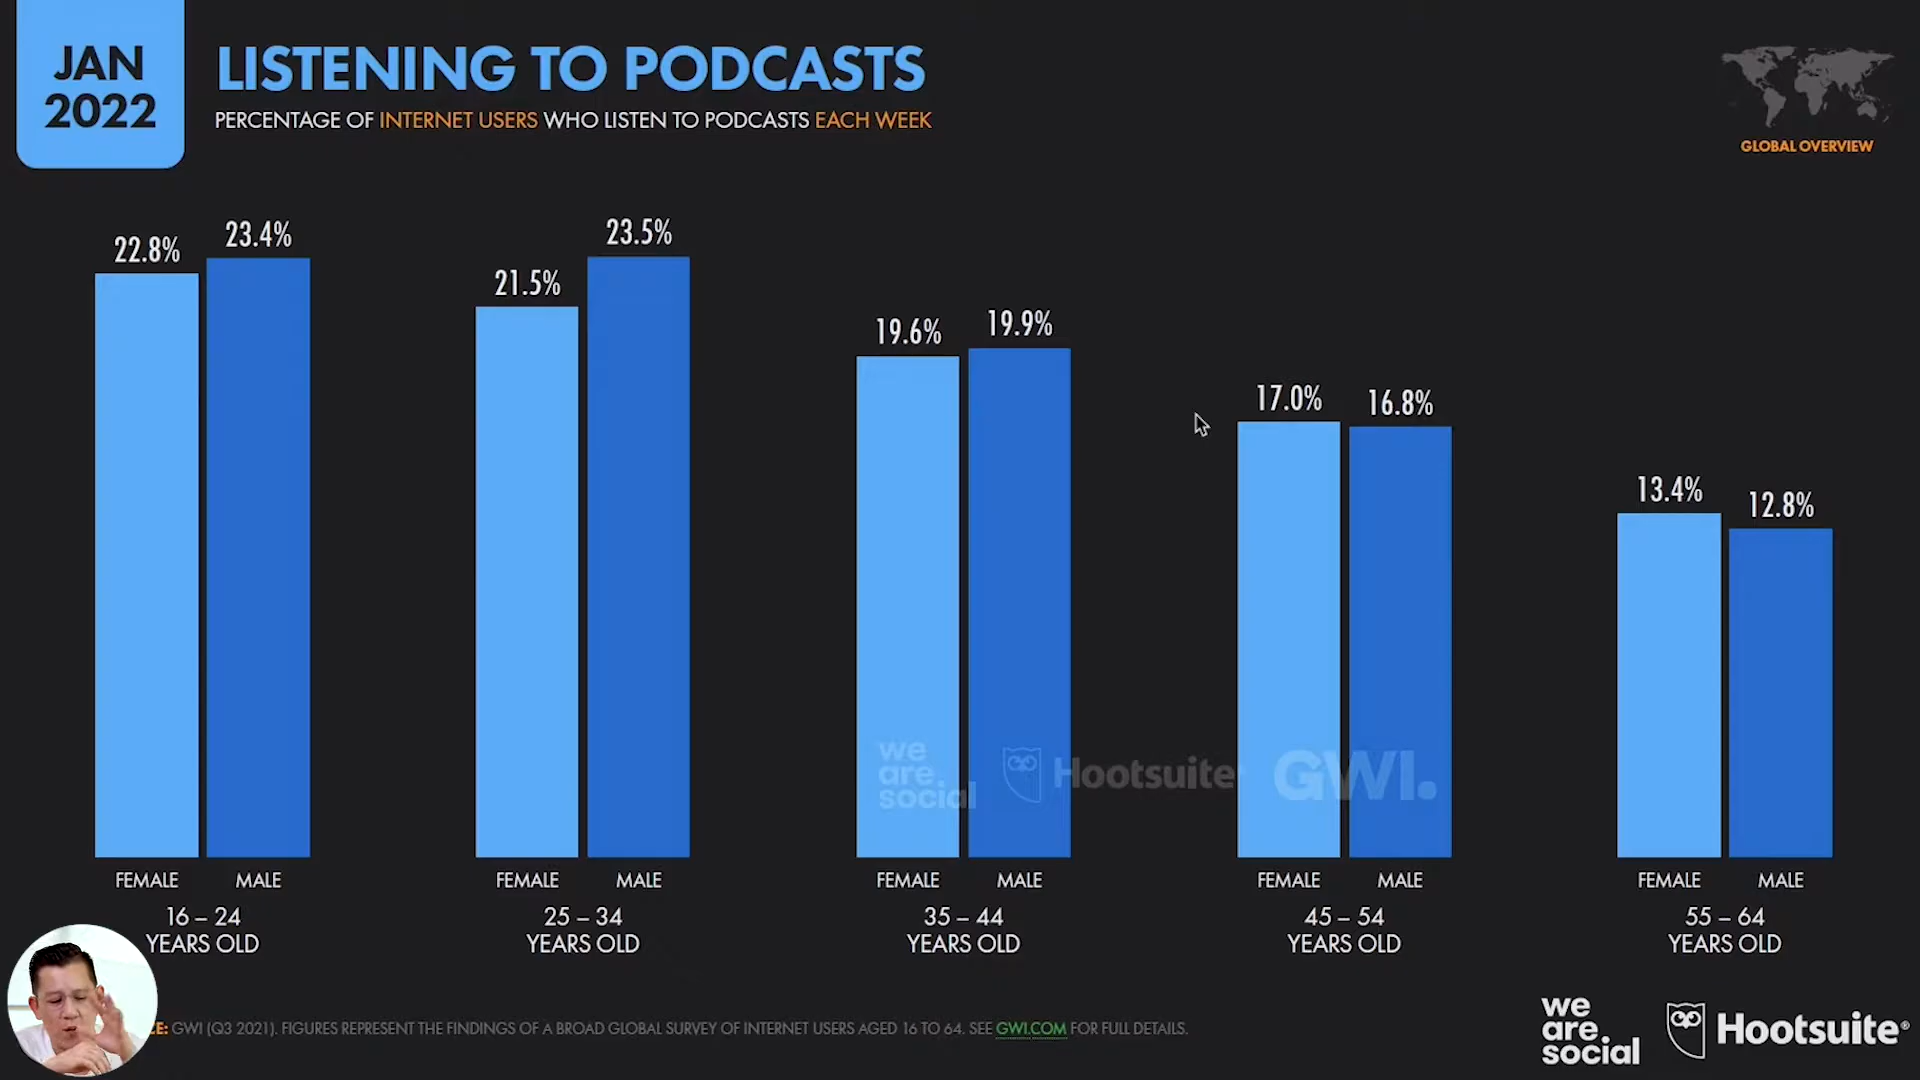 JAN
2022
LISTENING TO PODCASTS
PERCENTAGE OF INTERNET USERS WHO LISTEN TO PODCASTS EACH WEEK
GLOBAL OVERVIEW
22.8%
23.4%
21.5%
23.5%
19.6%
19.9%
17.0%
16.8%
13.4%
12.8%
we
are.
social
Hootsuite
GWI.
FEMALE MALE
16 – 24
YEARS OLD
FEMALE MALE
25 – 34
YEARS OLD
FEMALE MALE
35 – 44
YEARS OLD
FEMALE MALE
45 – 54
YEARS OLD
FEMALE MALE
55 – 64
YEARS OLD
GWI (Q3 2021). FIGURES REPRESENT THE FINDINGS OF A BROAD GLOBAL SURVEY OF INTERNET USERS AGED 16 TO 64. SEE GWI.COM FOR FULL DETAILS.
we
are.
social
Hootsuite®